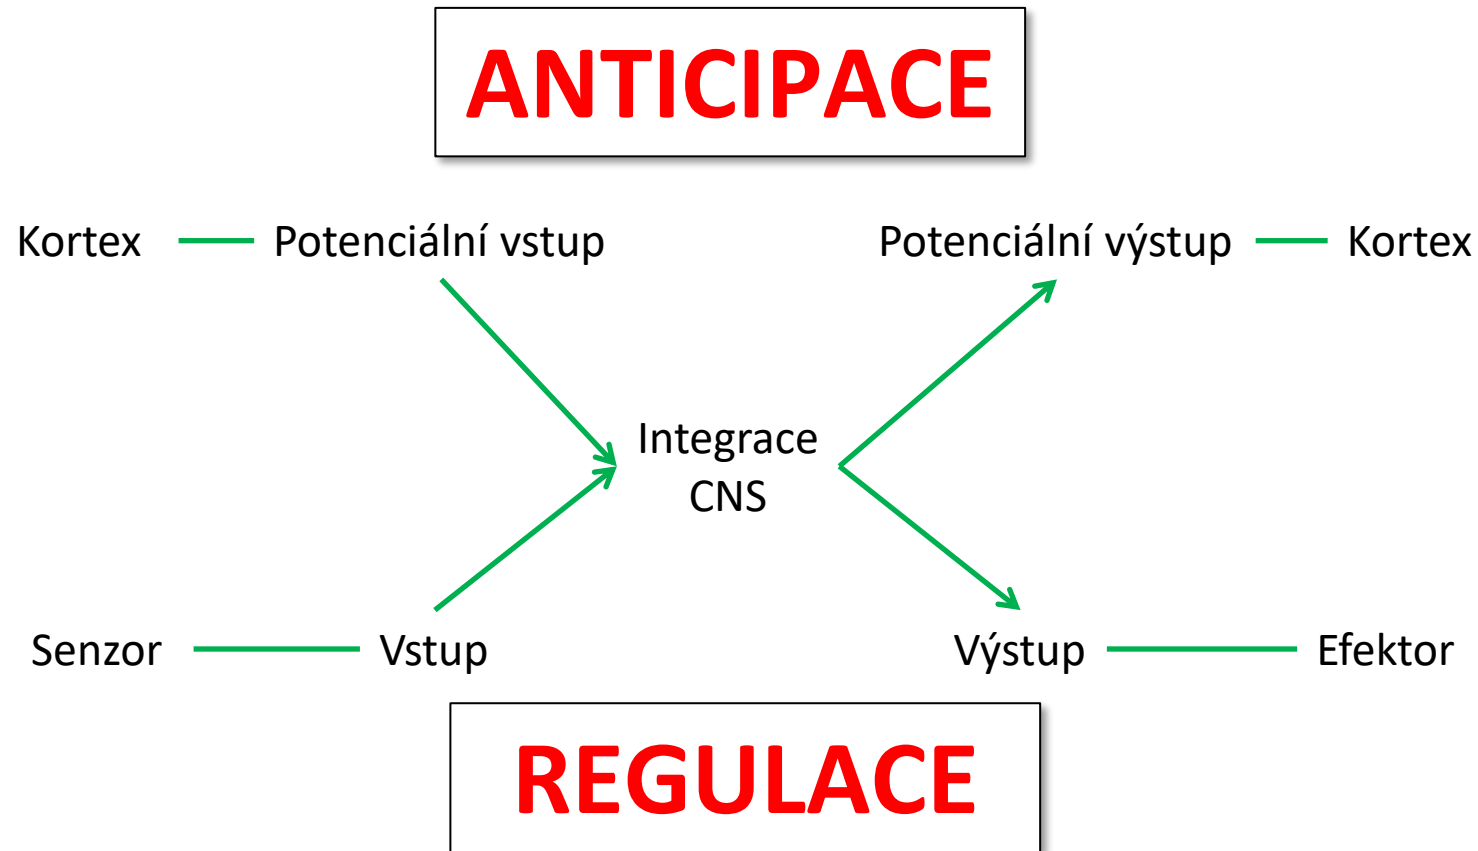 ANTICIPACE
Kortex Potenciální vstup Potenciální výstup Kortex
Integrace
CNS
Senzor Vstup Výstup Efektor
REGULACE